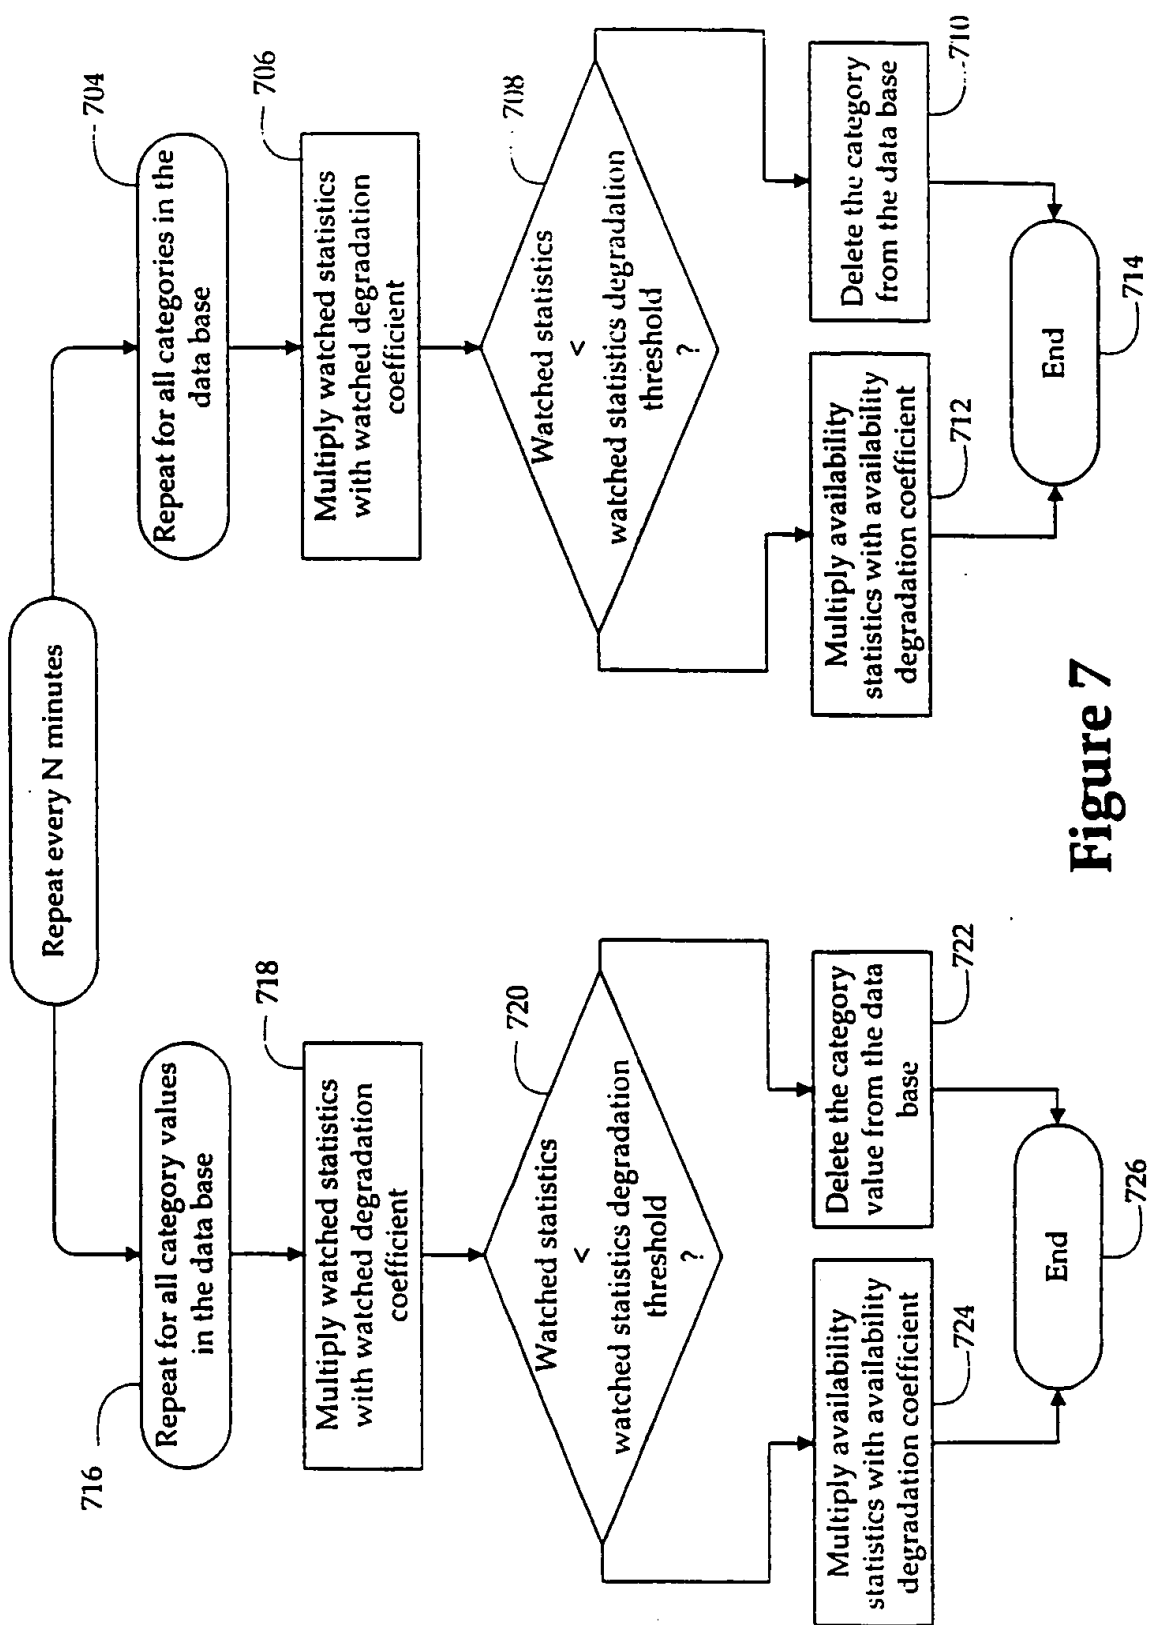 Repeat every N minutes
716
Repeat for all category values
in the data base
718
Multiply watched statistics
with watched degradation
coefficient
720
Watched statistics
<
watched statistics degradation
threshold
?
724
Multiply availability
statistics with availability
degradation coefficient
722
Delete the category
value from the data
base
End
726
704
Repeat for all categories in the
data base
706
Multiply watched statistics
with watched degradation
coefficient
708
Watched statistics
<
watched statistics degradation
threshold
?
712
Multiply availability
statistics with availability
degradation coefficient
710
Delete the category
from the data base
End
714
Figure 7